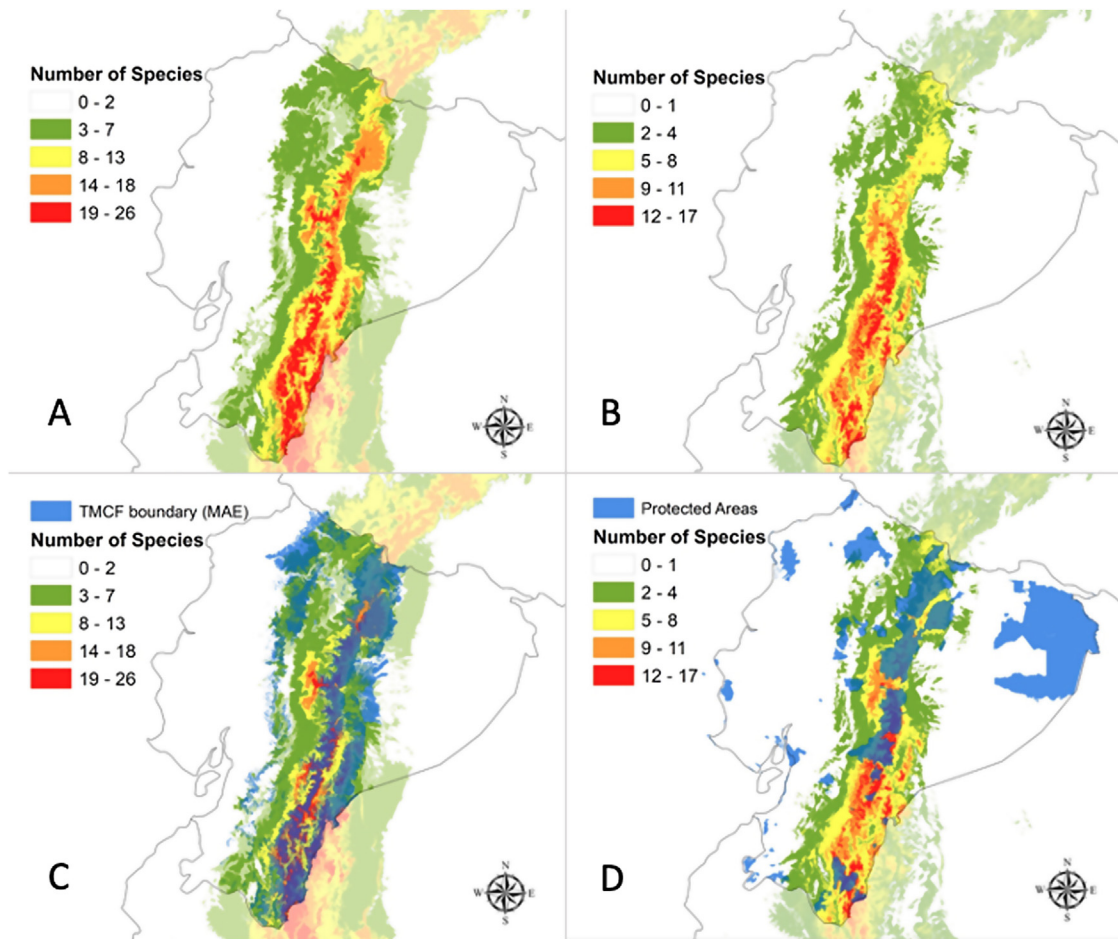 Number of Species
0 - 2
3 - 7
8 - 13
14 - 18
19 - 26
A
N
W E
S
Number of Species
0 - 1
2 - 4
5 - 8
9 - 11
12 - 17
B
N
W E
S
TMCF boundary (MAE)
Number of Species
0 - 2
3 - 7
8 - 13
14 - 18
19 - 26
C
N
W E
S
Protected Areas
Number of Species
0 - 1
2 - 4
5 - 8
9 - 11
12 - 17
D
N
W E
S